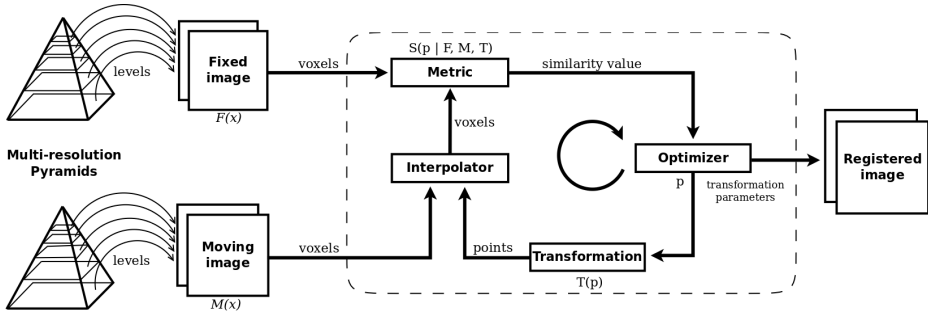 S(p | F, M, T)
Fixed
image
levels
voxels
Metric
similarity value
F(x)
voxels
Multi-resolution
Pyramids
Interpolator
Optimizer
Registered
image
p
transformation
parameters
Moving
image
levels
voxels
points
Transformation
T(p)
M(x)